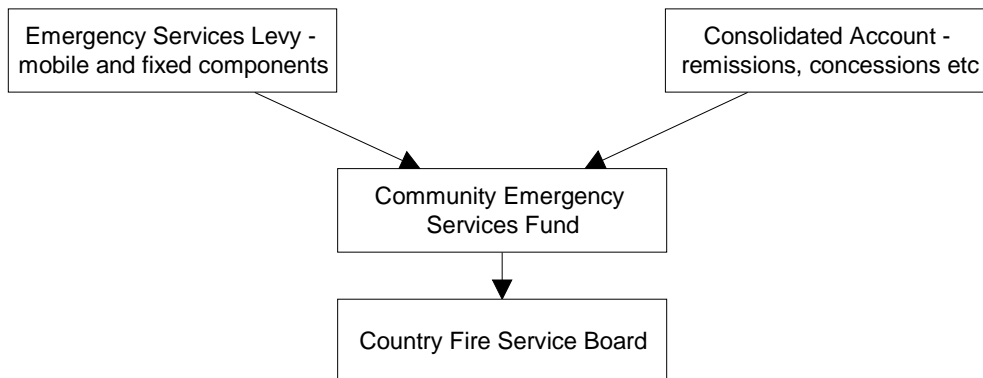 Emergency Services Levy -
mobile and fixed components
Consolidated Account -
remissions, concessions etc
Community Emergency
Services Fund
Country Fire Service Board